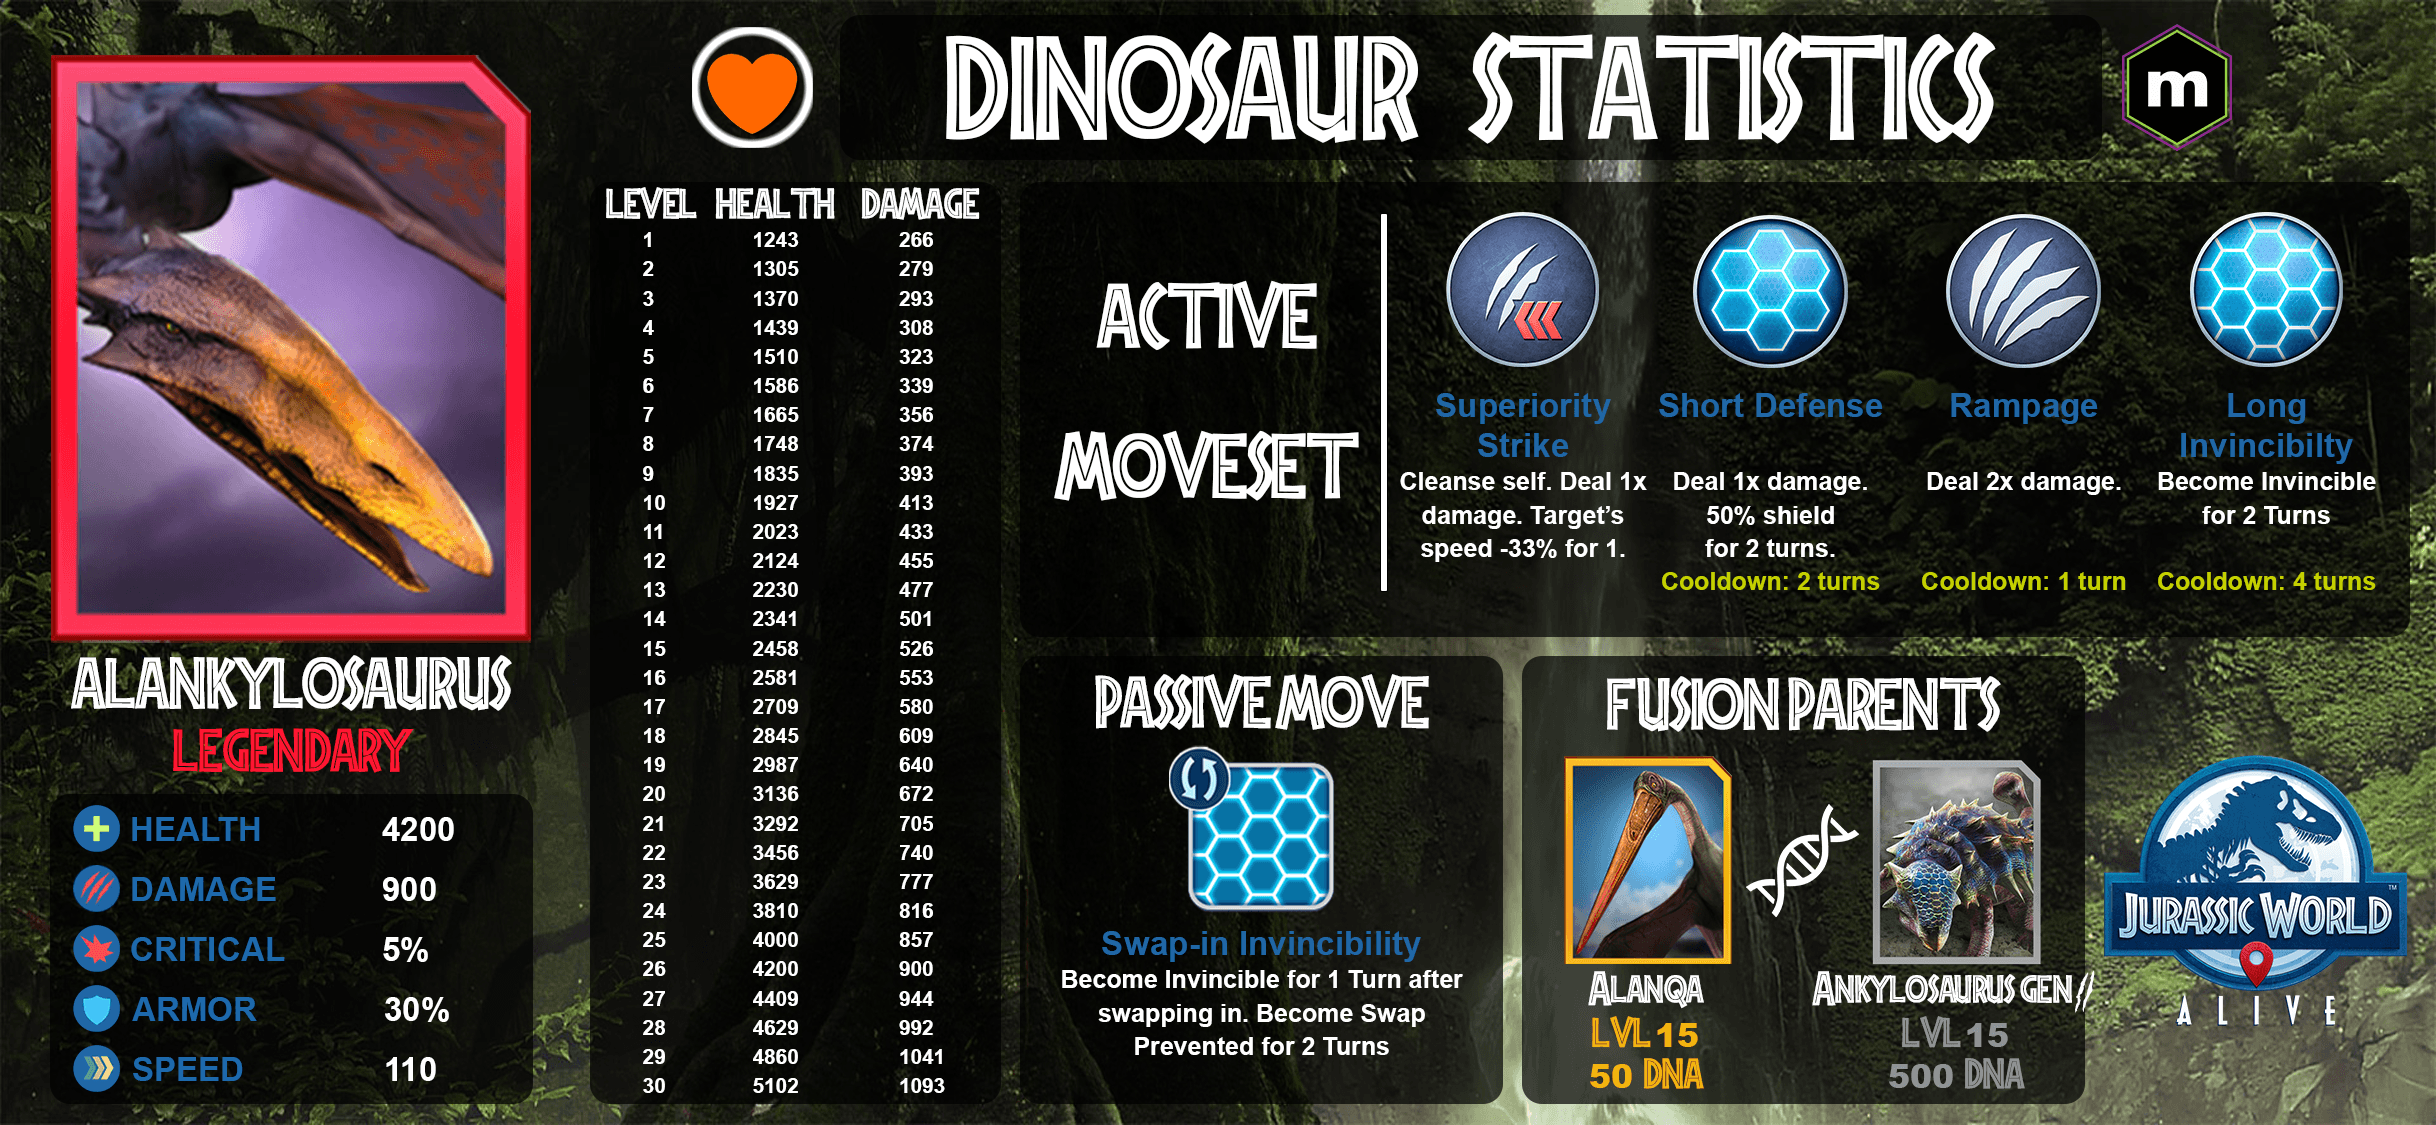 DINOSAUR STATISTICS
m
ALANKYLOSAURUS
LEGENDARY
HEALTH 4200
DAMAGE 900
CRITICAL 5%
ARMOR 30%
SPEED 110
LEVEL HEALTH DAMAGE
1 1243 266
2 1305 279
3 1370 293
4 1439 308
5 1510 323
6 1586 339
7 1665 356
8 1748 374
9 1835 393
10 1927 413
11 2023 433
12 2124 455
13 2230 477
14 2341 501
15 2458 526
16 2581 553
17 2709 580
18 2845 609
19 2987 640
20 3136 672
21 3292 705
22 3456 740
23 3629 777
24 3810 816
25 4000 857
26 4200 900
27 4409 944
28 4629 992
29 4860 1041
30 5102 1093
ACTIVE
MOVESET
Superiority
Strike
Cleanse self. Deal 1x
damage. Target’s
speed -33% for 1.
Short Defense
Deal 1x damage.
50% shield
for 2 turns.
Cooldown: 2 turns
Rampage
Deal 2x damage.
Cooldown: 1 turn
Long
Invincibilty
Become Invincible
for 2 Turns
Cooldown: 4 turns
PASSIVE MOVE
Swap-in Invincibility
Become Invincible for 1 Turn after
swapping in. Become Swap
Prevented for 2 Turns
FUSION PARENTS
ALANQA
LVL 15
50 DNA
ANKYLOSAURUS GEN //
LVL 15
500 DNA
JURASSIC WORLD™
ALIVE